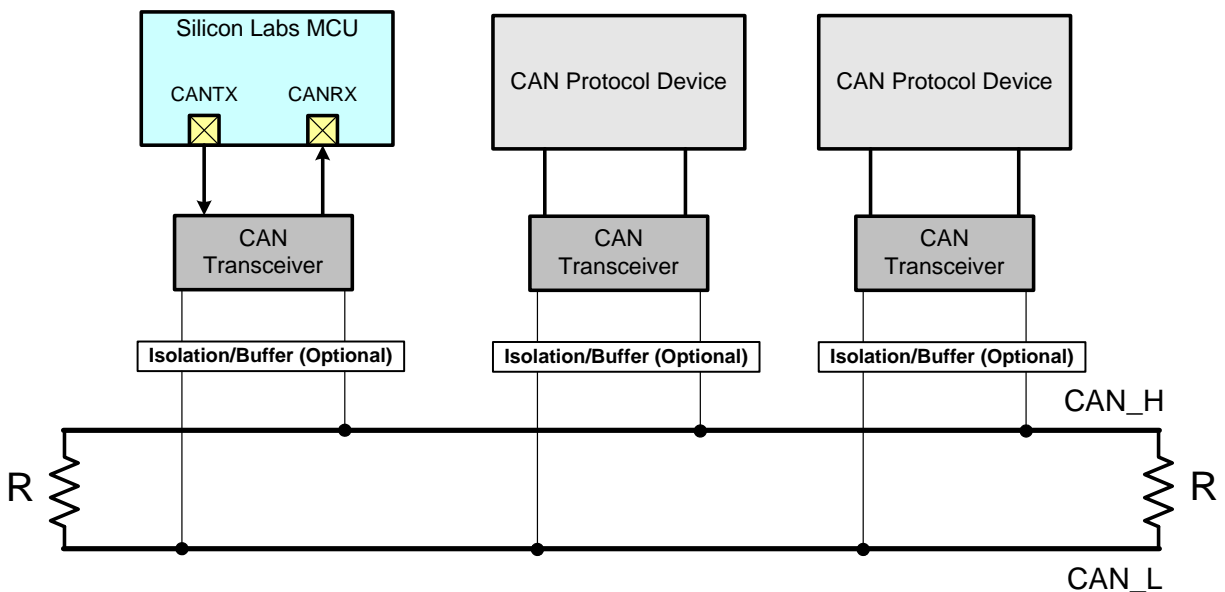 Silicon Labs MCU
CANTX
CANRX
CAN Protocol Device
CAN Protocol Device
CAN
Transceiver
CAN
Transceiver
CAN
Transceiver
Isolation/Buffer (Optional)
Isolation/Buffer (Optional)
Isolation/Buffer (Optional)
CAN_H
R
R
CAN_L